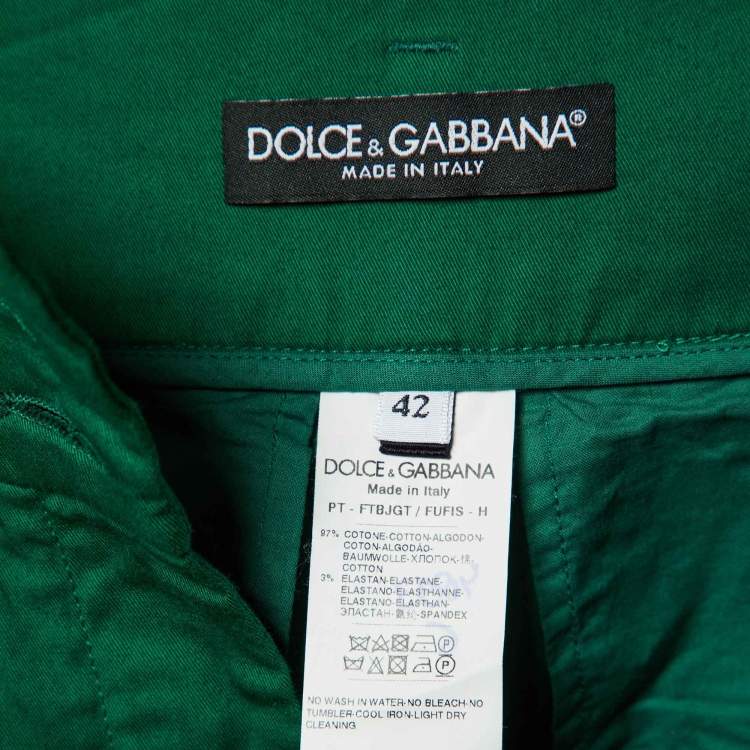 DOLCE & GABBANA®
MADE IN ITALY
42
DOLCE & GABBANA
Made in Italy
PT - FTBJGT / FUFIS - H
97% COTONE-COTTON-ALGODON-
COTON-ALGODÃO-
BAUMWOLLE-ХЛОПОК-棉-
COTTON
3% ELASTAN-ELASTANE-
ELASTANO-ELASTHANNE-
ELASTANO-ELASTHAN-
ЭЛАСТАН-氨纶-SPANDEX
P
P
NO WASH IN WATER-NO BLEACH-NO
TUMBLER-COOL IRON-LIGHT DRY
CLEANING